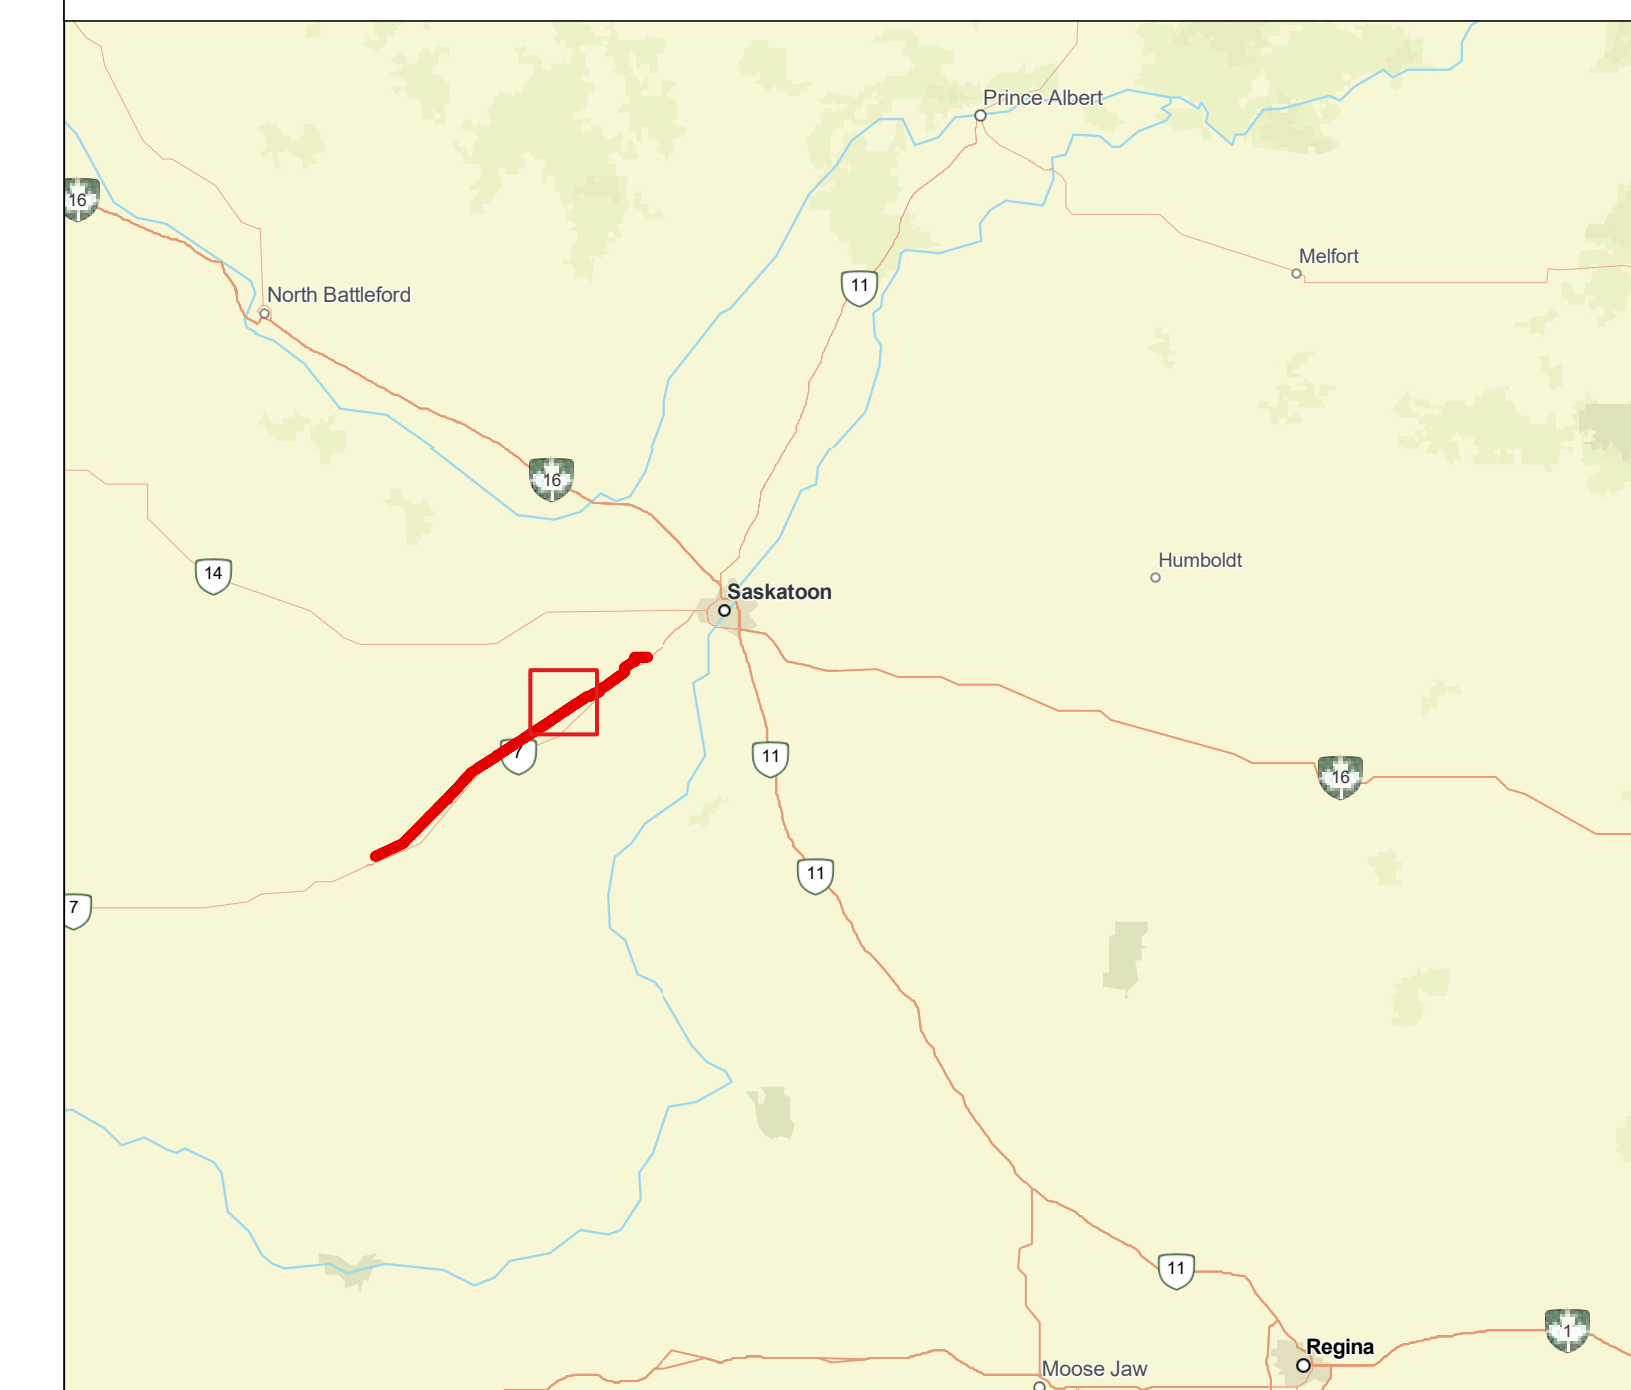 Prince Albert
16
Melfort
11
North Battleford
16
Humboldt
14
Saskatoon
7
11
16
11
7
11
1
Regina
Moose Jaw